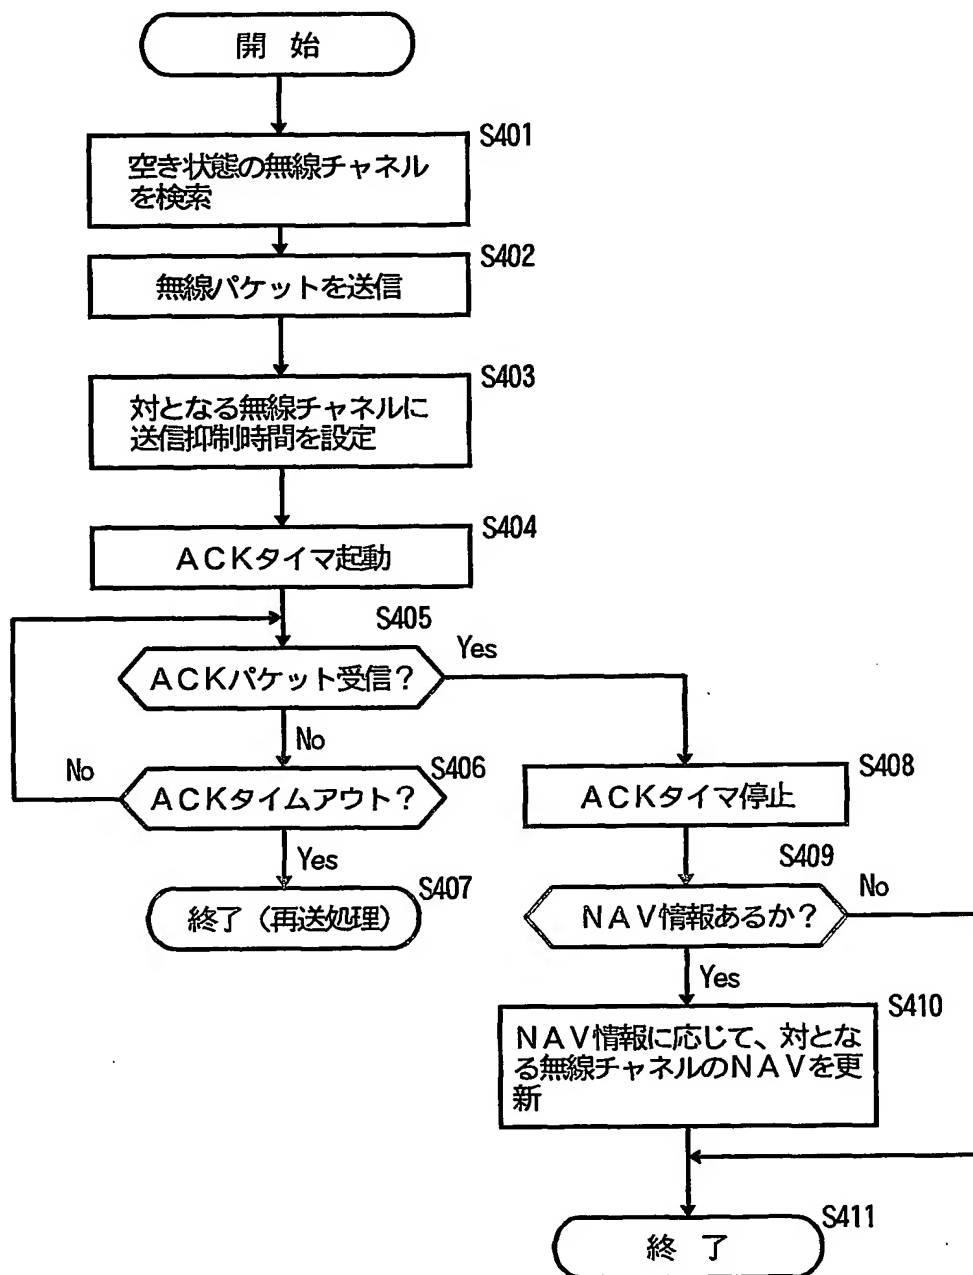 開 始
S401
空き状態の無線チャネル
を検索
S402
無線パケットを送信
S403
対となる無線チャネルに
送信抑制時間を設定
S404
ACKタイマ起動
S405
ACKパケット受信?
Yes
No
S406
No
ACKタイムアウト?
Yes
S407
終了(再送処理)
S408
ACKタイマ停止
S409
NAV情報あるか?
No
Yes
S410
NAV情報に応じて、対とな
る無線チャネルのNAVを更
新
S411
終 了